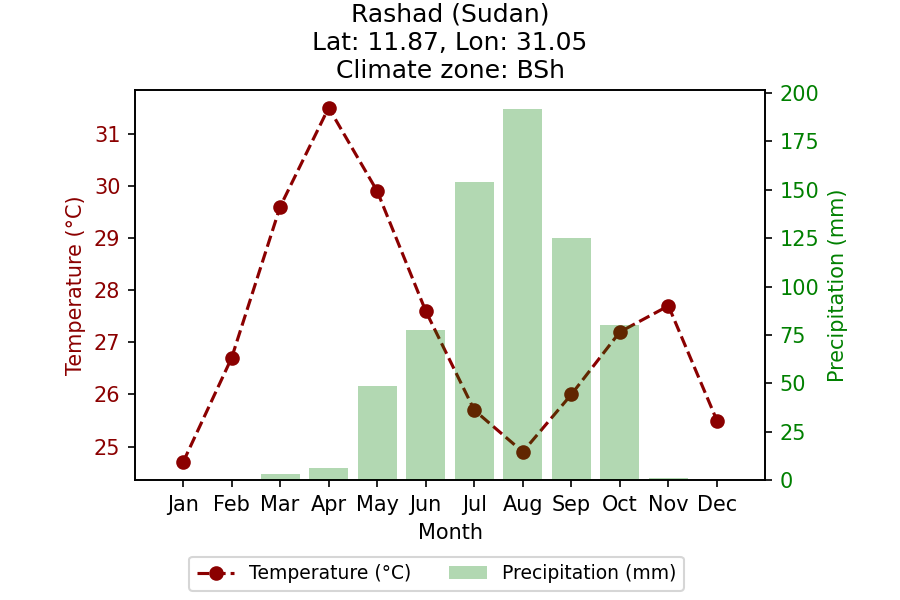 Rashad (Sudan)
Lat: 11.87, Lon: 31.05
Climate zone: BSh
Temperature (°C)
31
30
29
28
27
26
25
200
175
150
125
100
75
50
25
0
Precipitation (mm)
Jan Feb Mar Apr May Jun Jul Aug Sep Oct Nov Dec
Month
Temperature (°C) Precipitation (mm)